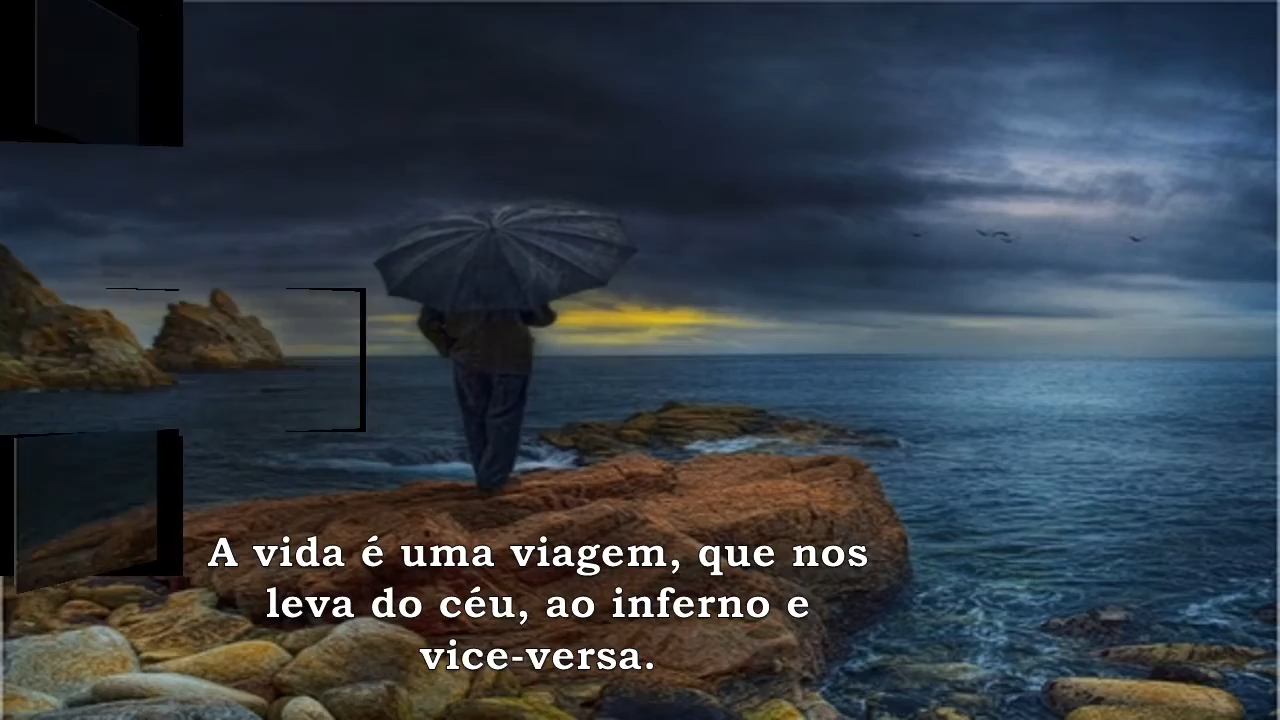 A vida é uma viagem, que nos
leva do céu, ao inferno e
vice-versa.